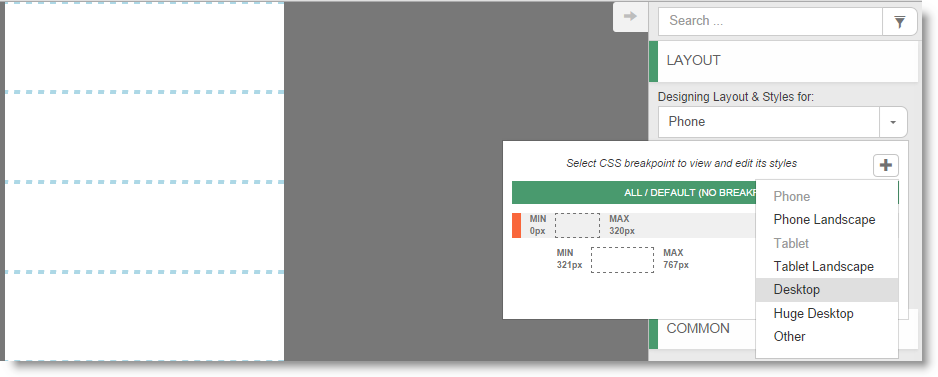 Search ...
LAYOUT
Designing Layout & Styles for:
Phone
Select CSS breakpoint to view and edit its styles
ALL / DEFAULT (NO
MIN MAX
0px 320px
MIN MAX
321px 767px
Phone
Phone Landscape
Tablet
Tablet Landscape
Desktop
Huge Desktop
Other
COMMON